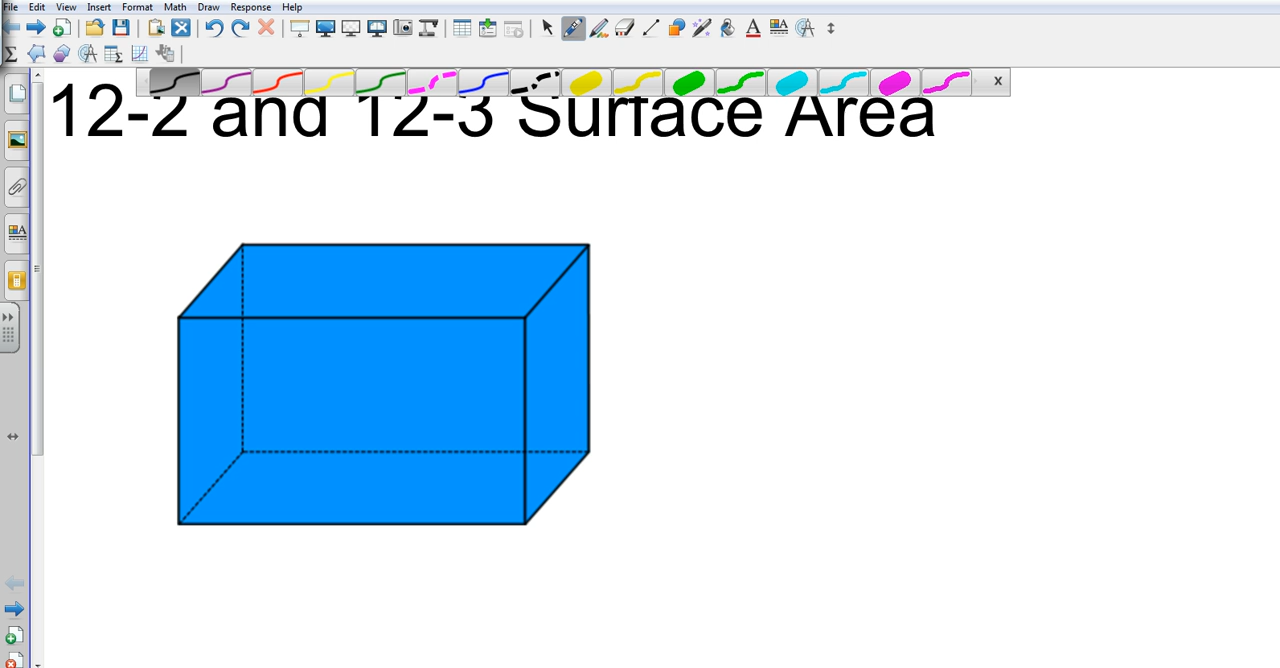 File Edit View Insert Format Math Draw Response Help
12-2 and 12-3 Surface Area